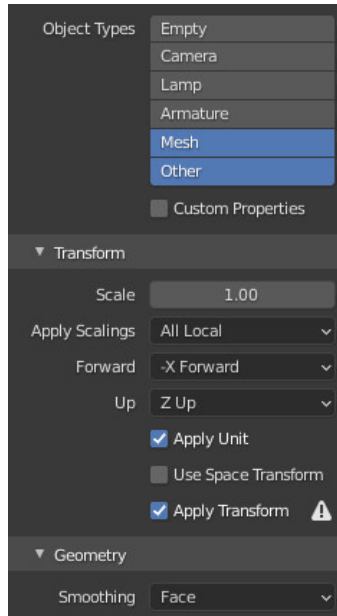 Object Types Empty
Camera
Lamp
Armature
Mesh
Other
Custom Properties
Transform
Scale 1.00
Apply Scalings All Local
Forward -X Forward
Up Z Up
Apply Unit
Use Space Transform
Apply Transform
Geometry
Smoothing Face